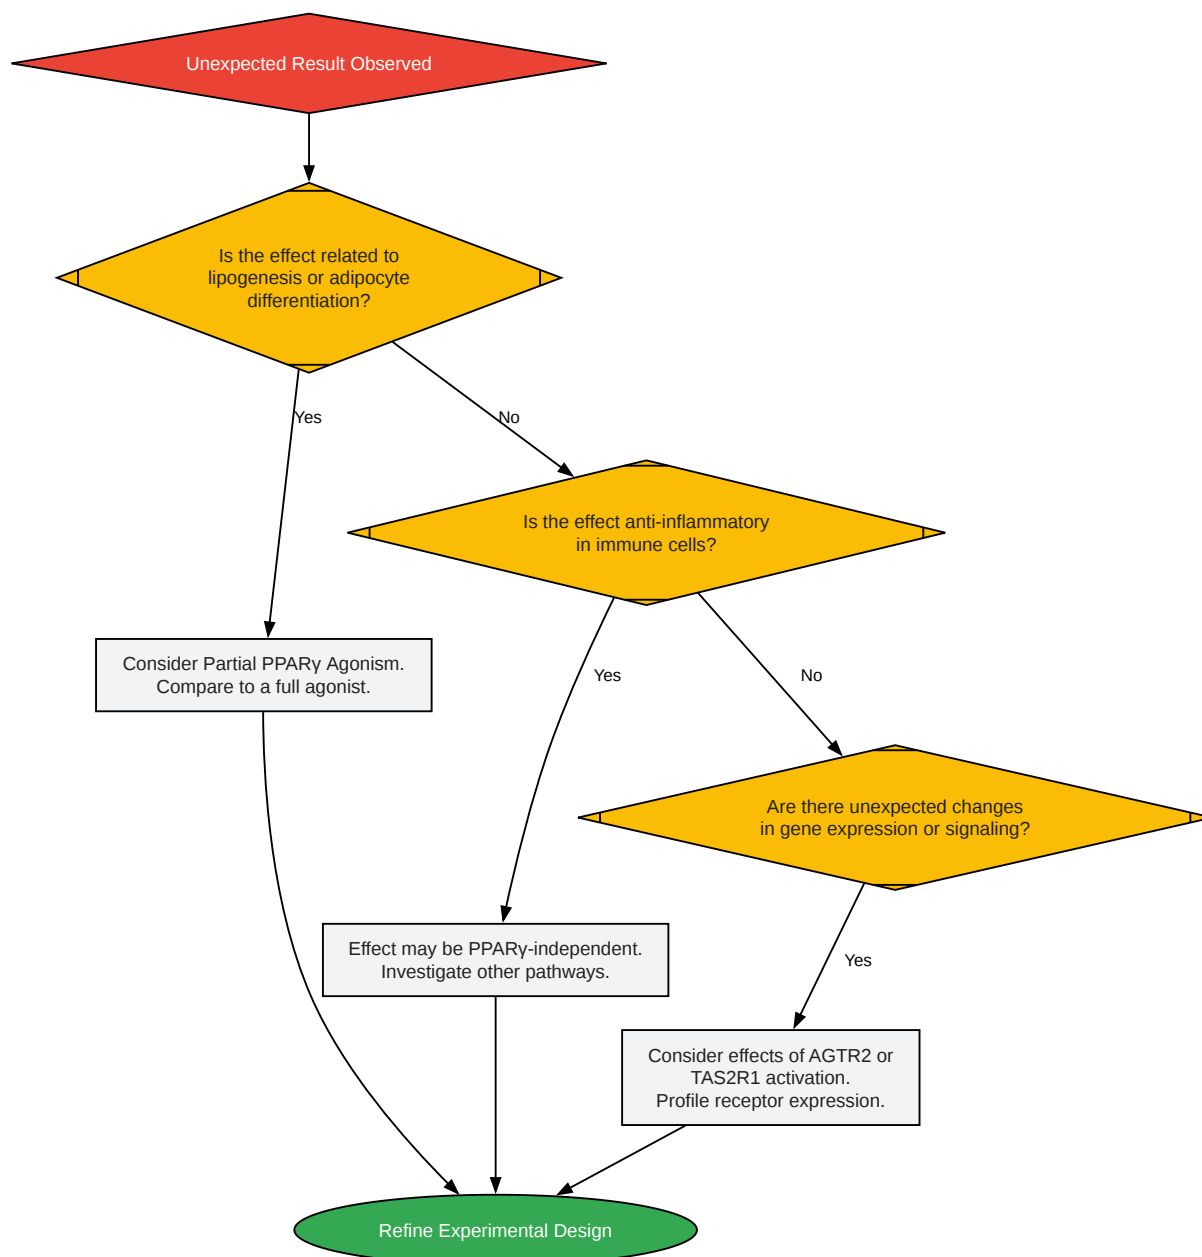 Unexpected Result Observed
Is the effect related to
lipogenesis or adipocyte
differentiation?
Yes
No
Is the effect anti-inflammatory
in immune cells?
Consider Partial PPARγ Agonism.
Compare to a full agonist.
Yes
No
Are there unexpected changes
in gene expression or signaling?
Effect may be PPARγ-independent.
Investigate other pathways.
Yes
Consider effects of AGTR2 or
TAS2R1 activation.
Profile receptor expression.
Refine Experimental Design